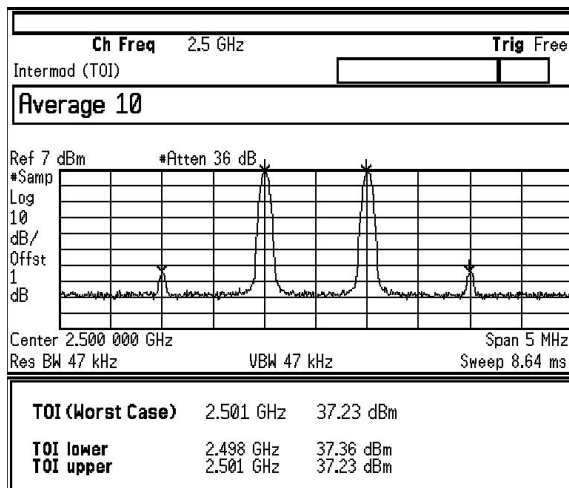 Ch Freq 2.5 GHz Trig Free
Intermod (TOI)
Average 10
Ref 7 dBm #Atten 36 dB
#Samp
Log
10
dB/
Offst
1
dB
Center 2.500 000 GHz Span 5 MHz
Res BW 47 kHz VBW 47 kHz Sweep 8.64 ms
TOI (Worst Case) 2.501 GHz 37.23 dBm
TOI lower 2.498 GHz 37.36 dBm
TOI upper 2.501 GHz 37.23 dBm